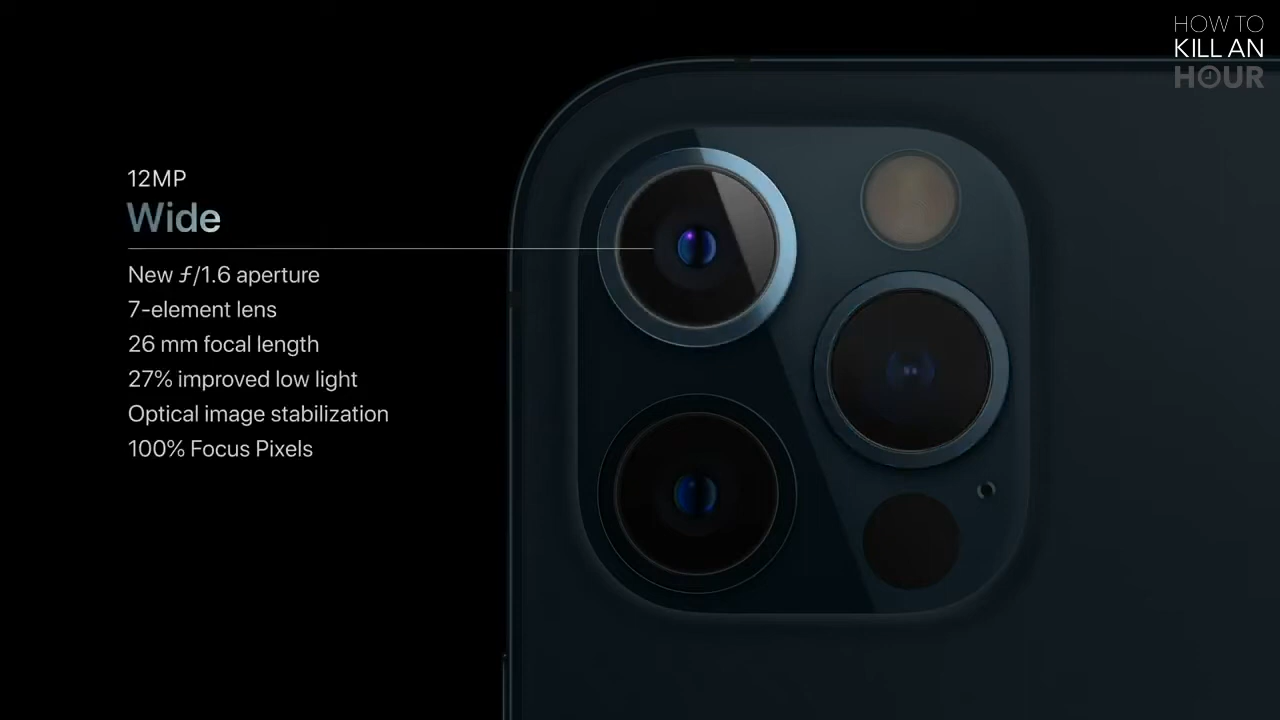 HOW TO
KILL AN
HOUR
12MP
Wide
New ƒ/1.6 aperture
7-element lens
26 mm focal length
27% improved low light
Optical image stabilization
100% Focus Pixels